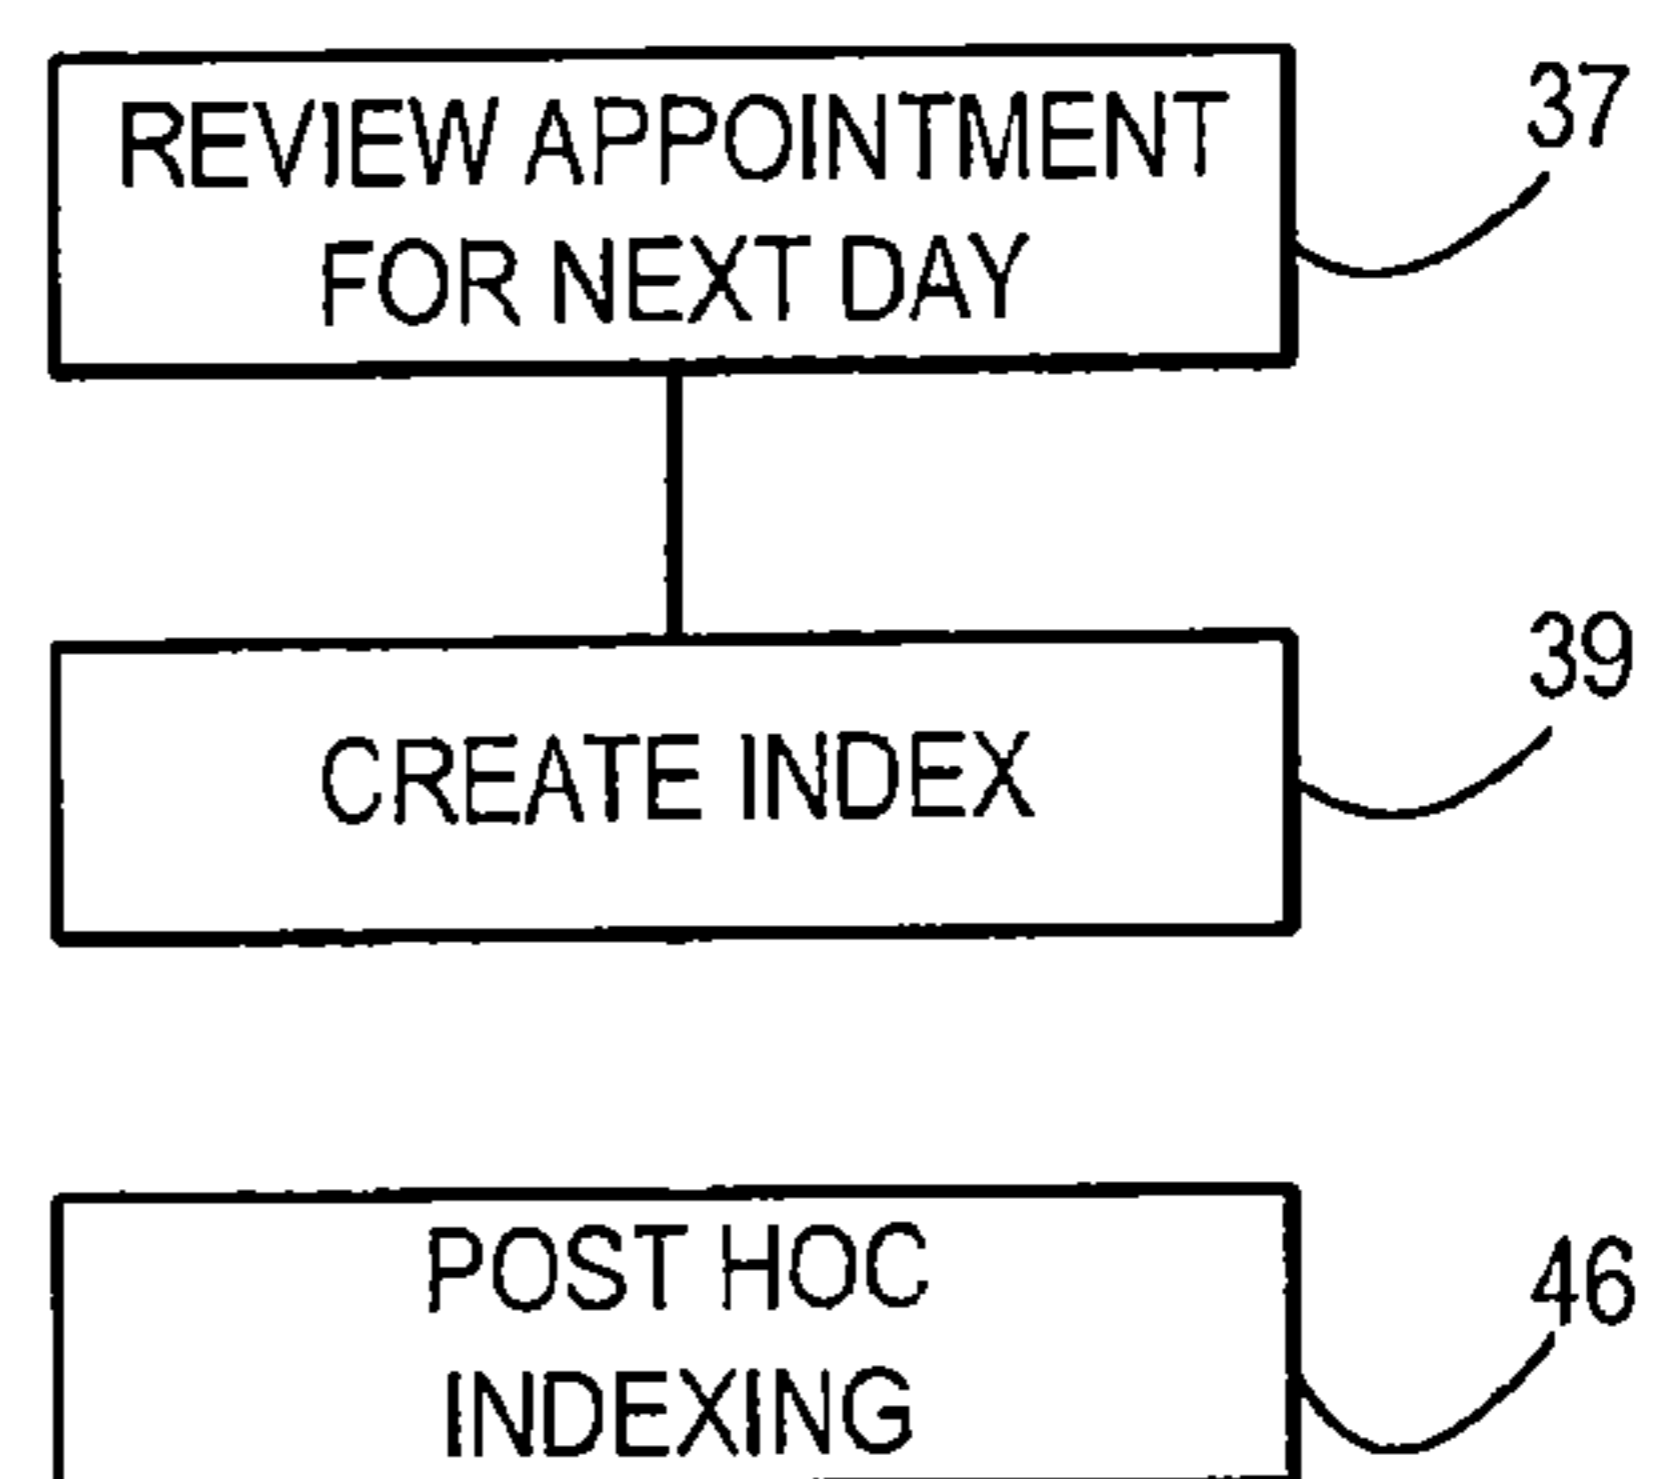 REVIEW APPOINTMENT
FOR NEXT DAY
37
CREATE INDEX
39
POST HOC
INDEXING
46